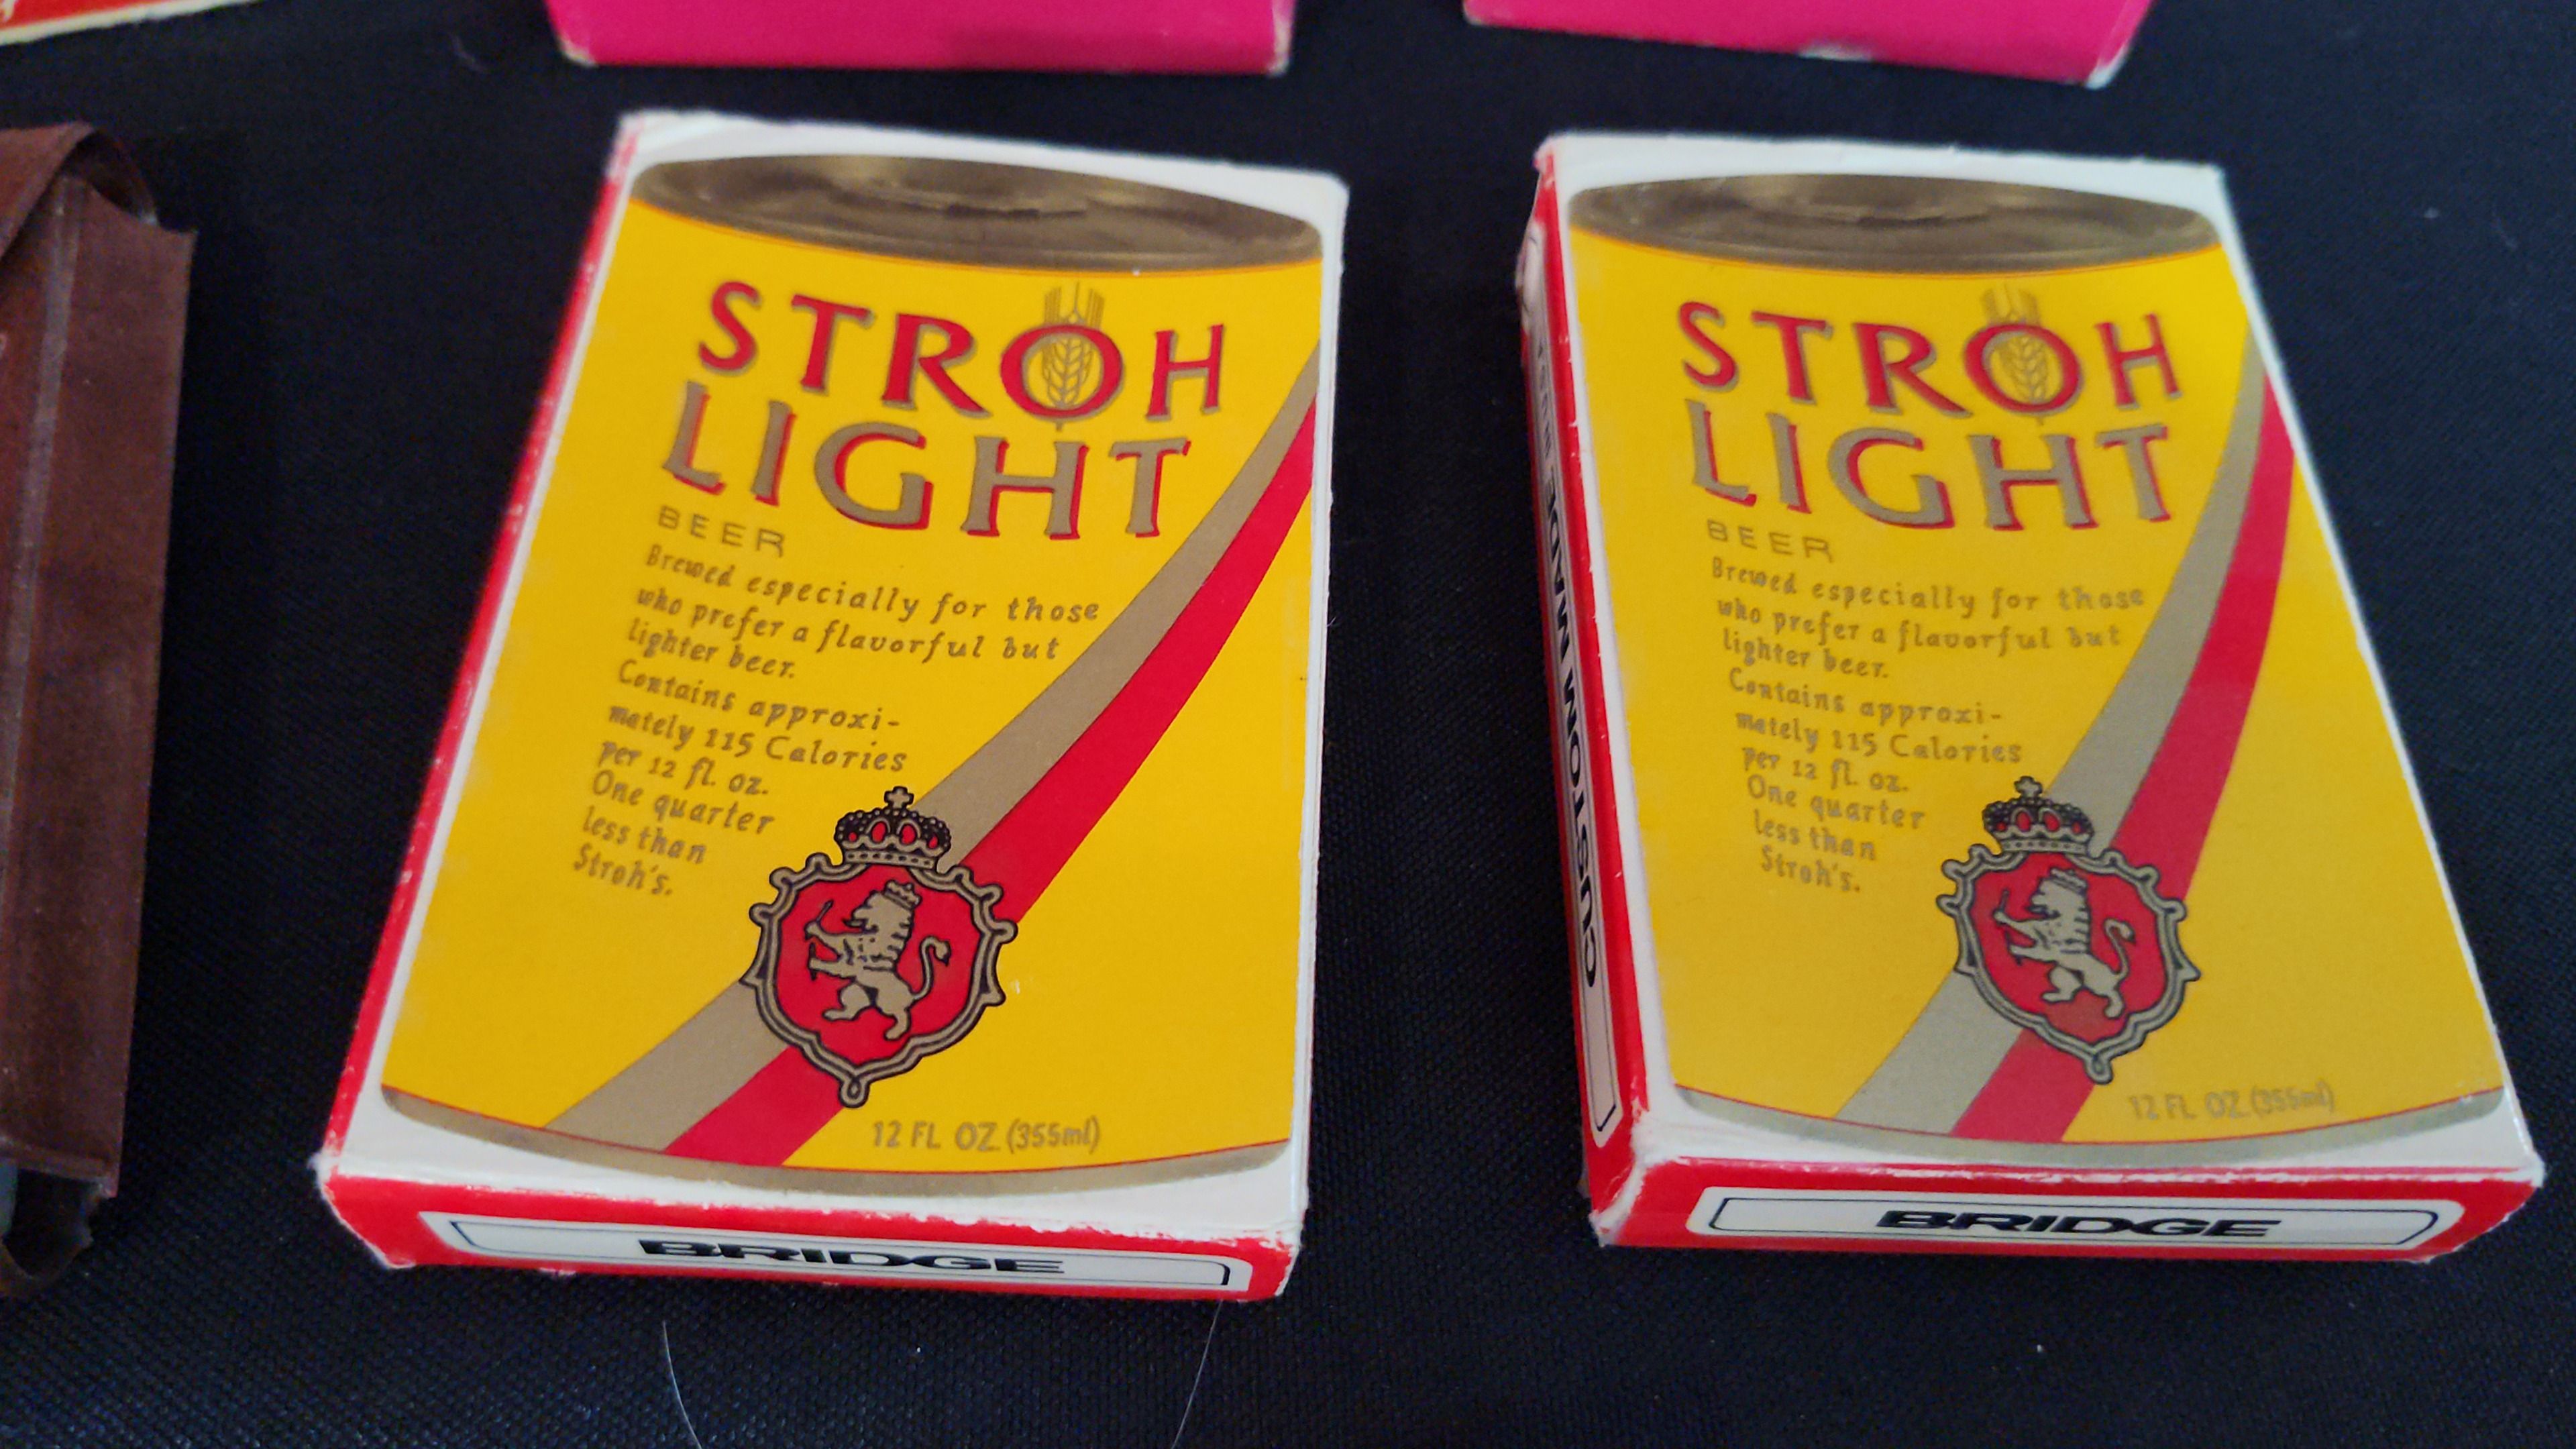 STROH
LIGHT
BEER
Brewed especially for those
who prefer a flavorful but
lighter beer.
Contains approxi-
mately 115 Calories
per 12 fl. oz.
One quarter
less than
Stroh's.
12 FL OZ. (355ml)
BRIDGE
STROH
LIGHT
BEER
Brewed especially for those
who prefer a flavorful but
lighter beer.
Contains approxi-
mately 115 Calories
per 12 fl. oz.
One quarter
less than
Stroh's.
12 FL OZ. (355ml)
CUSTOM MADE
BRIDGE